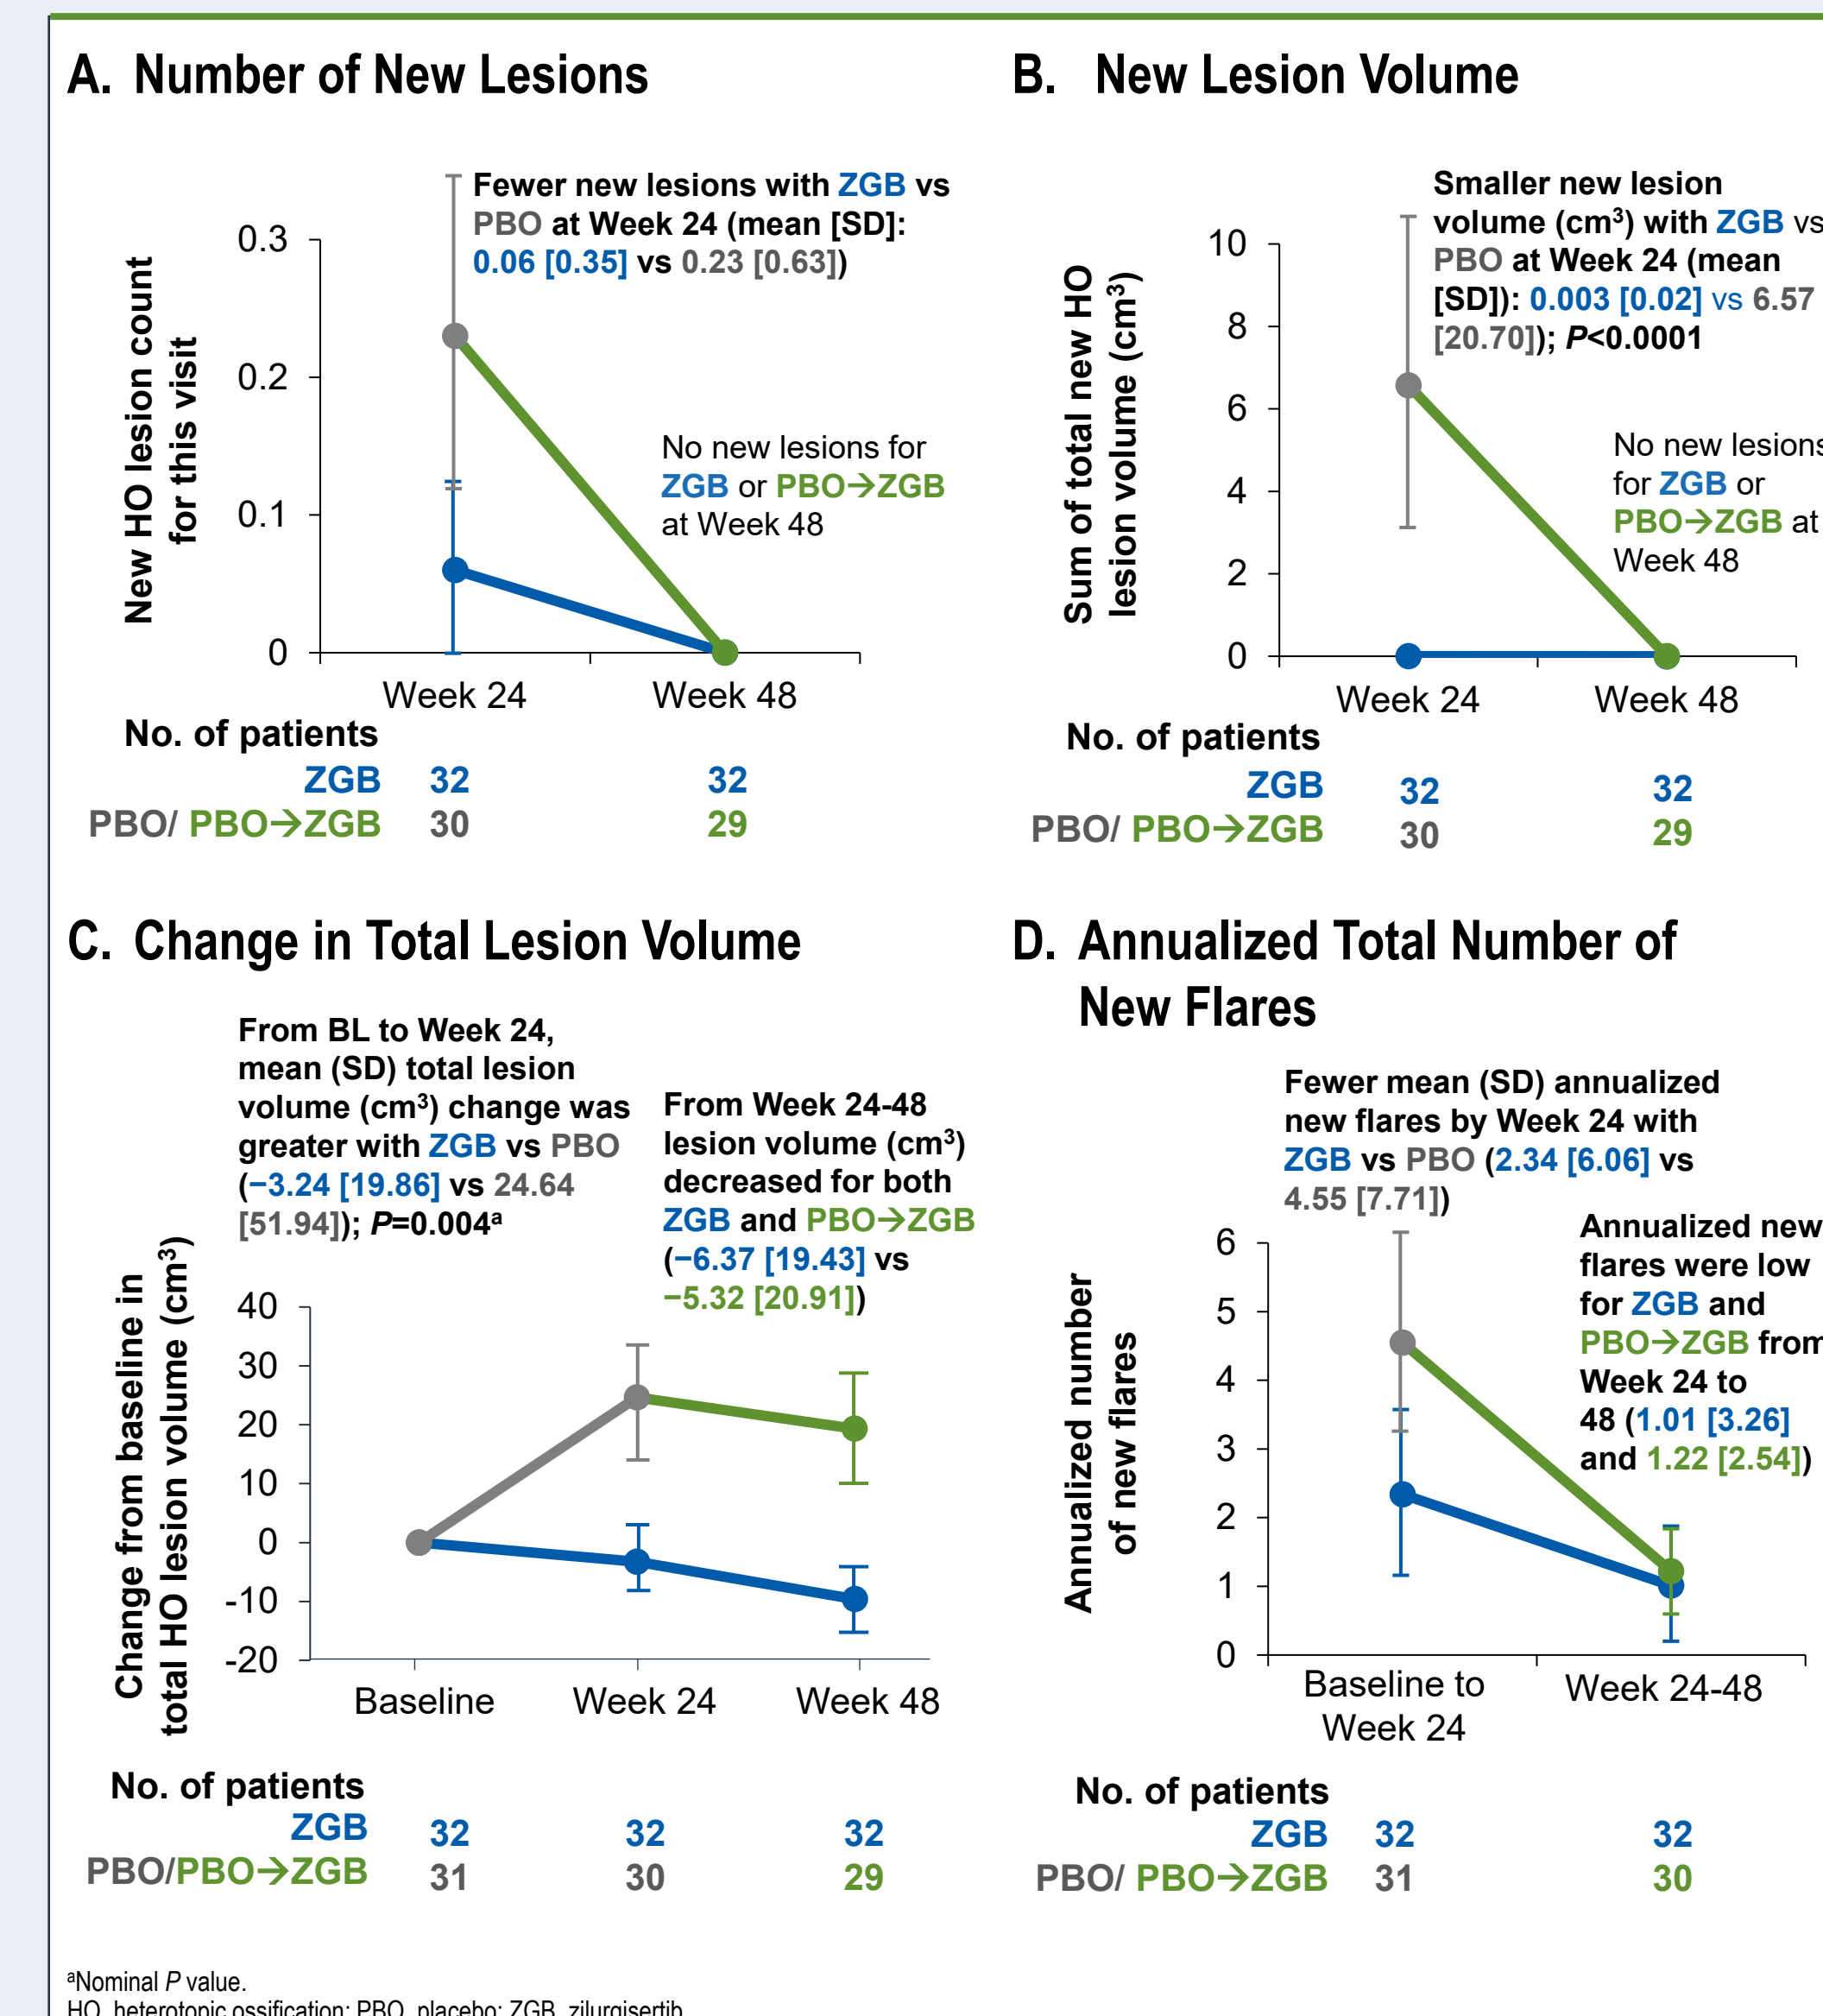 A. Number of New Lesions
Fewer new lesions with ZGB vs
PBO at Week 24 (mean [SD]:
0.06 [0.35] vs 0.23 [0.63])
No new lesions for
ZGB or PBO→ZGB
at Week 48
New HO lesion count
for this visit
0.3
0.2
0.1
0
Week 24 Week 48
No. of patients
ZGB 32 32
PBO/ PBO→ZGB 30 29
B. New Lesion Volume
Smaller new lesion
volume (cm³) with ZGB vs
PBO at Week 24 (mean
[SD]): 0.003 [0.02] vs 6.57
[20.70]); P<0.0001
No new lesions
for ZGB or
PBO→ZGB at
Week 48
Sum of total new HO
lesion volume (cm³)
10
8
6
4
2
0
Week 24 Week 48
No. of patients
ZGB 32 32
PBO/ PBO→ZGB 30 29
C. Change in Total Lesion Volume
From BL to Week 24,
mean (SD) total lesion
volume (cm³) change was
greater with ZGB vs PBO
(−3.24 [19.86] vs 24.64
[51.94]); P=0.004ᵃ
From Week 24-48
lesion volume (cm³)
decreased for both
ZGB and PBO→ZGB
(−6.37 [19.43] vs
−5.32 [20.91])
Change from baseline in
total HO lesion volume (cm³)
40
30
20
10
0
-10
-20
Baseline Week 24 Week 48
No. of patients
ZGB 32 32 32
PBO/PBO→ZGB 31 30 29
D. Annualized Total Number of
New Flares
Fewer mean (SD) annualized
new flares by Week 24 with
ZGB vs PBO (2.34 [6.06] vs
4.55 [7.71])
Annualized new
flares were low
for ZGB and
PBO→ZGB from
Week 24 to
48 (1.01 [3.26]
and 1.22 [2.54])
Annualized number
of new flares
6
5
4
3
2
1
0
Baseline to
Week 24
Week 24-48
No. of patients
ZGB 32 32
PBO/ PBO→ZGB 31 30
ᵃNominal P value.
HO, heterotopic ossification; PBO, placebo; ZGB, zilurgisertib